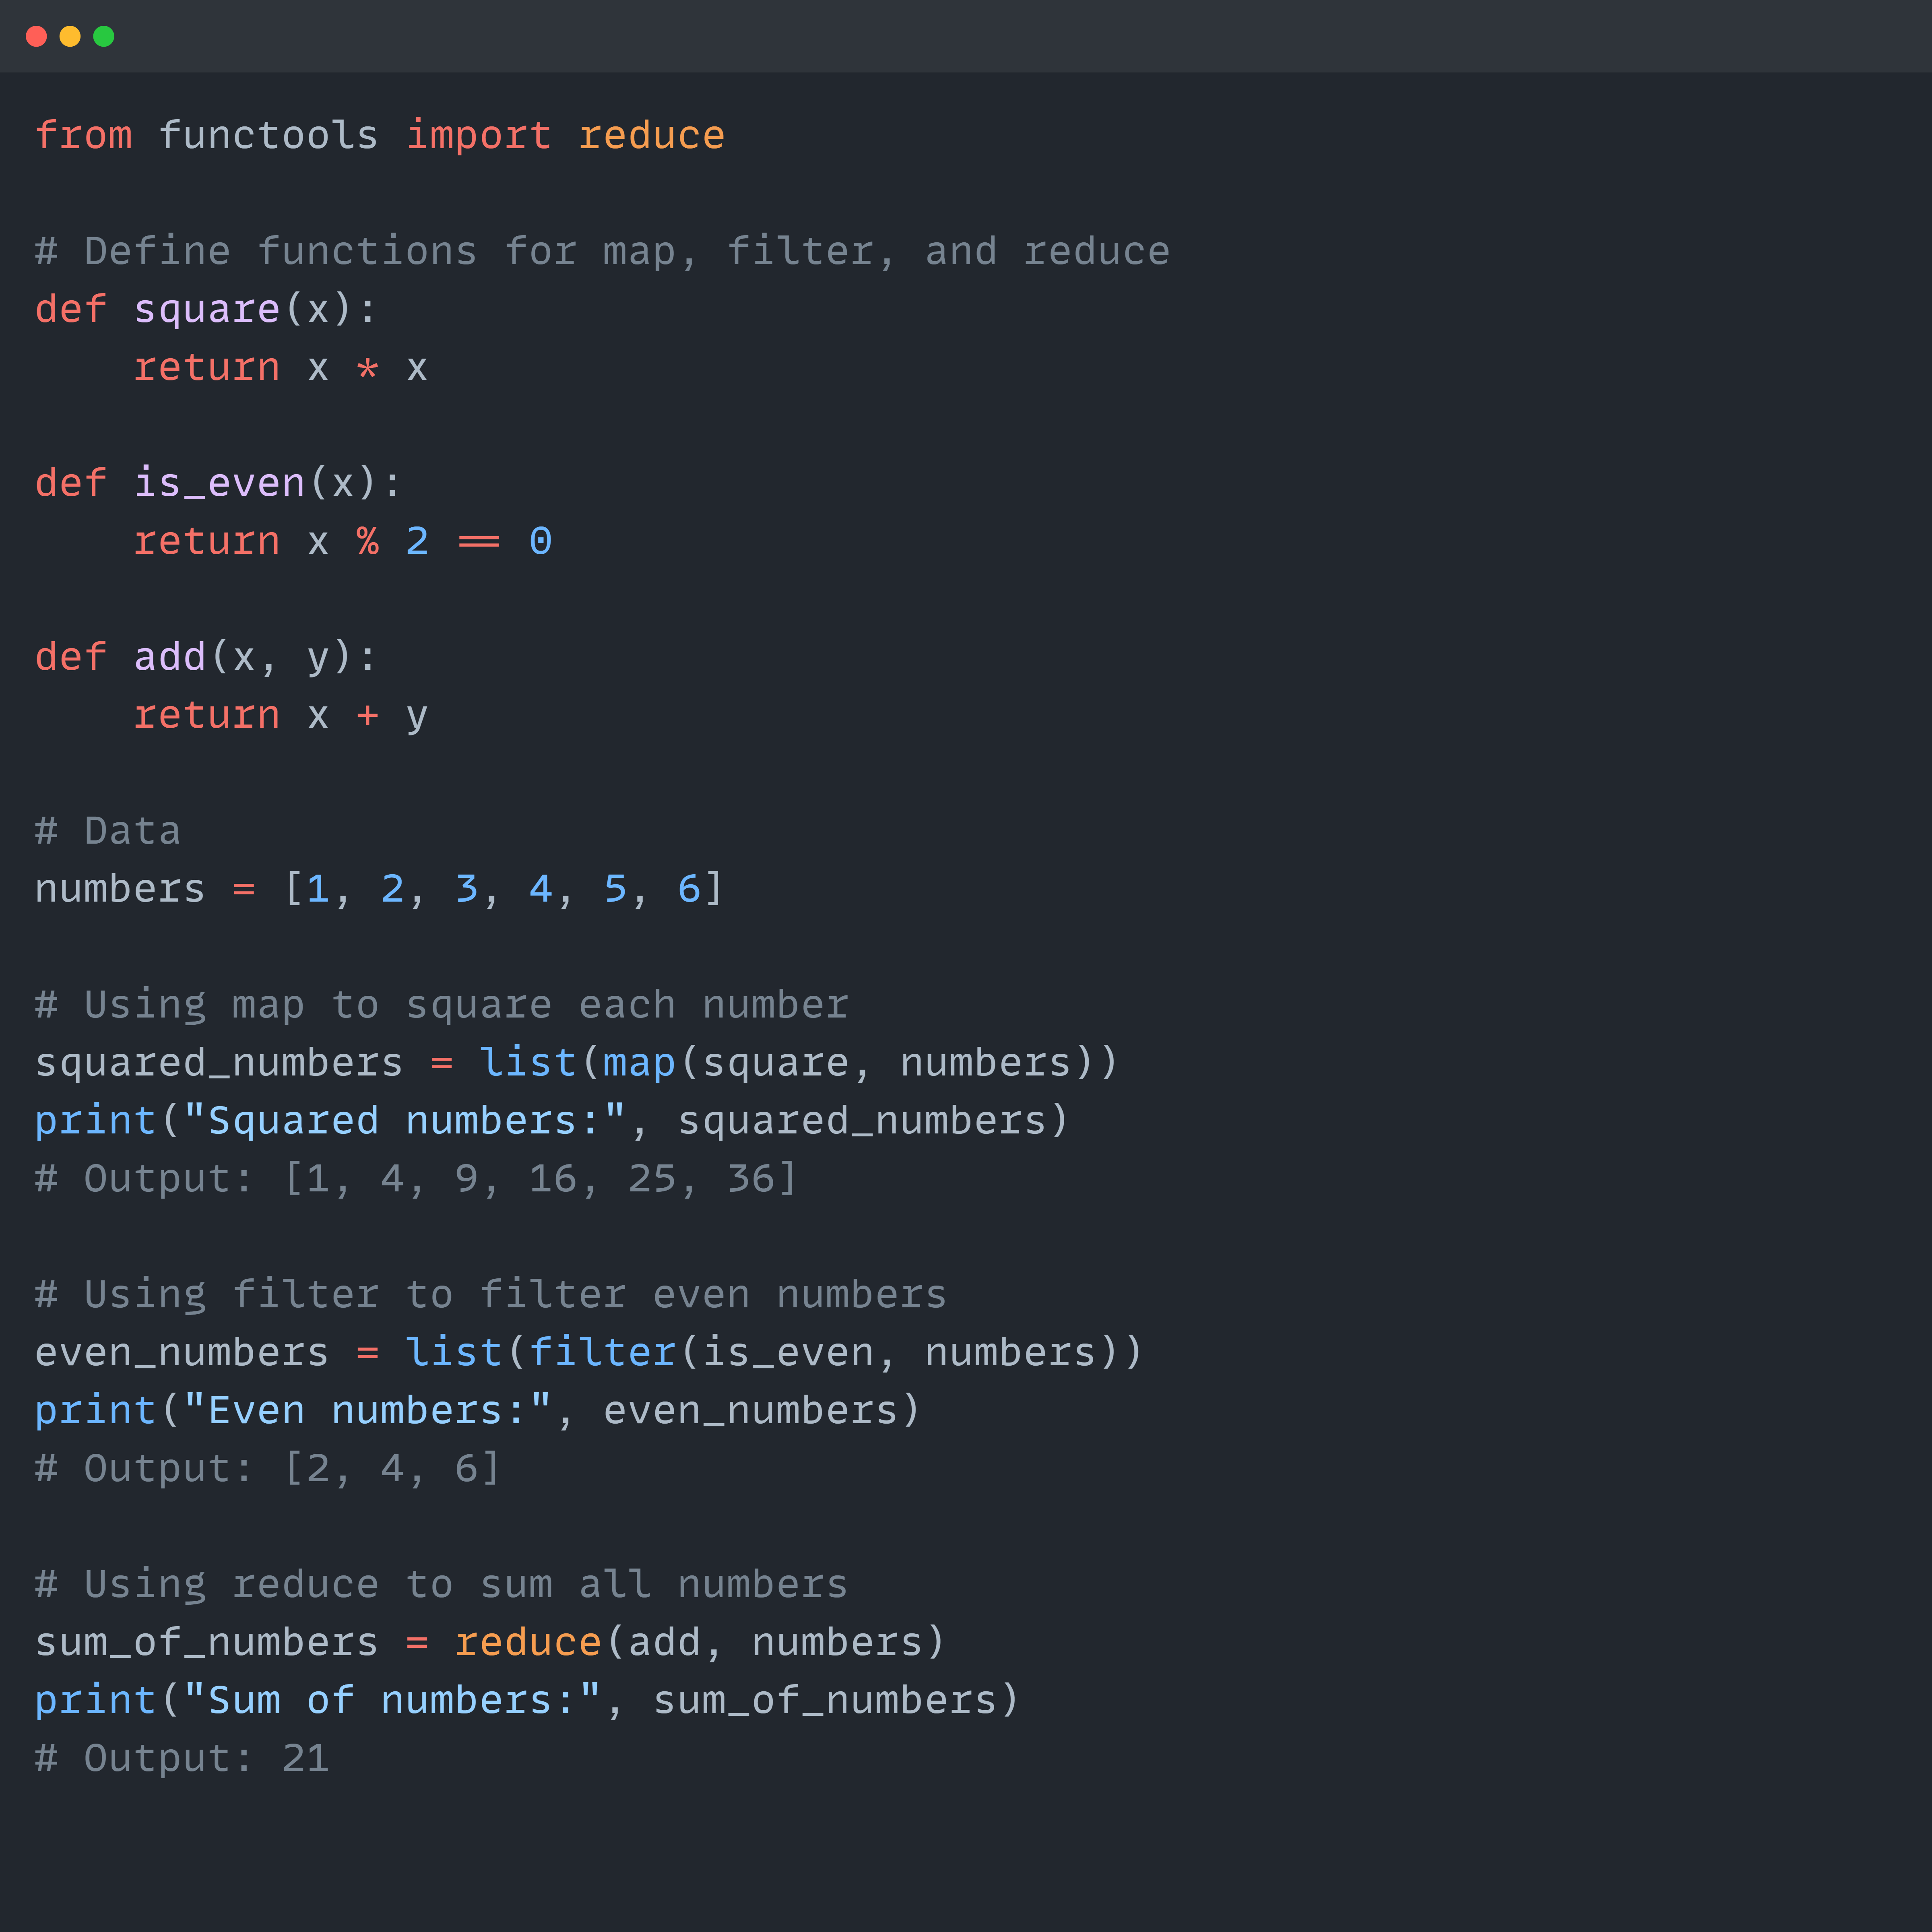 from functools import reduce

# Define functions for map, filter, and reduce
def square(x):
    return x * x

def is_even(x):
    return x % 2 == 0

def add(x, y):
    return x + y

# Data
numbers = [1, 2, 3, 4, 5, 6]

# Using map to square each number
squared_numbers = list(map(square, numbers))
print("Squared numbers:", squared_numbers)
# Output: [1, 4, 9, 16, 25, 36]

# Using filter to filter even numbers
even_numbers = list(filter(is_even, numbers))
print("Even numbers:", even_numbers)
# Output: [2, 4, 6]

# Using reduce to sum all numbers
sum_of_numbers = reduce(add, numbers)
print("Sum of numbers:", sum_of_numbers)
# Output: 21